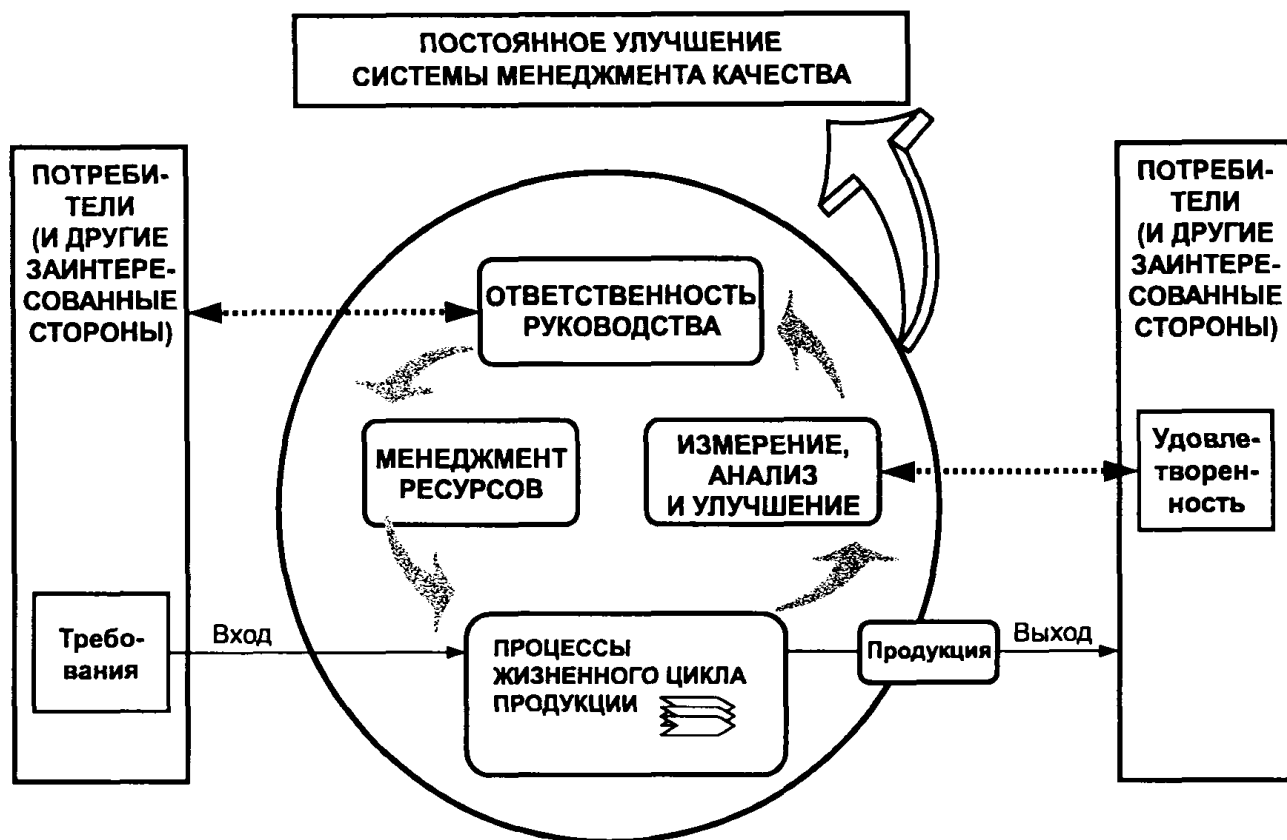 ПОСТОЯННОЕ УЛУЧШЕНИЕ
СИСТЕМЫ МЕНЕДЖМЕНТА КАЧЕСТВА
ПОТРЕБИ-
ТЕЛИ
(И ДРУГИЕ
ЗАИНТЕРЕ-
СОВАННЫЕ
СТОРОНЫ)
ПОТРЕБИ-
ТЕЛИ
(И ДРУГИЕ
ЗАИНТЕРЕ-
СОВАННЫЕ
СТОРОНЫ)
ОТВЕТСТВЕННОСТЬ
РУКОВОДСТВА
МЕНЕДЖМЕНТ
РЕСУРСОВ
ИЗМЕРЕНИЕ,
АНАЛИЗ
И УЛУЧШЕНИЕ
Удовле-
творен-
ность
Требо-
вания
Вход
ПРОЦЕССЫ
ЖИЗНЕННОГО ЦИКЛА
ПРОДУКЦИИ
Продукция
Выход